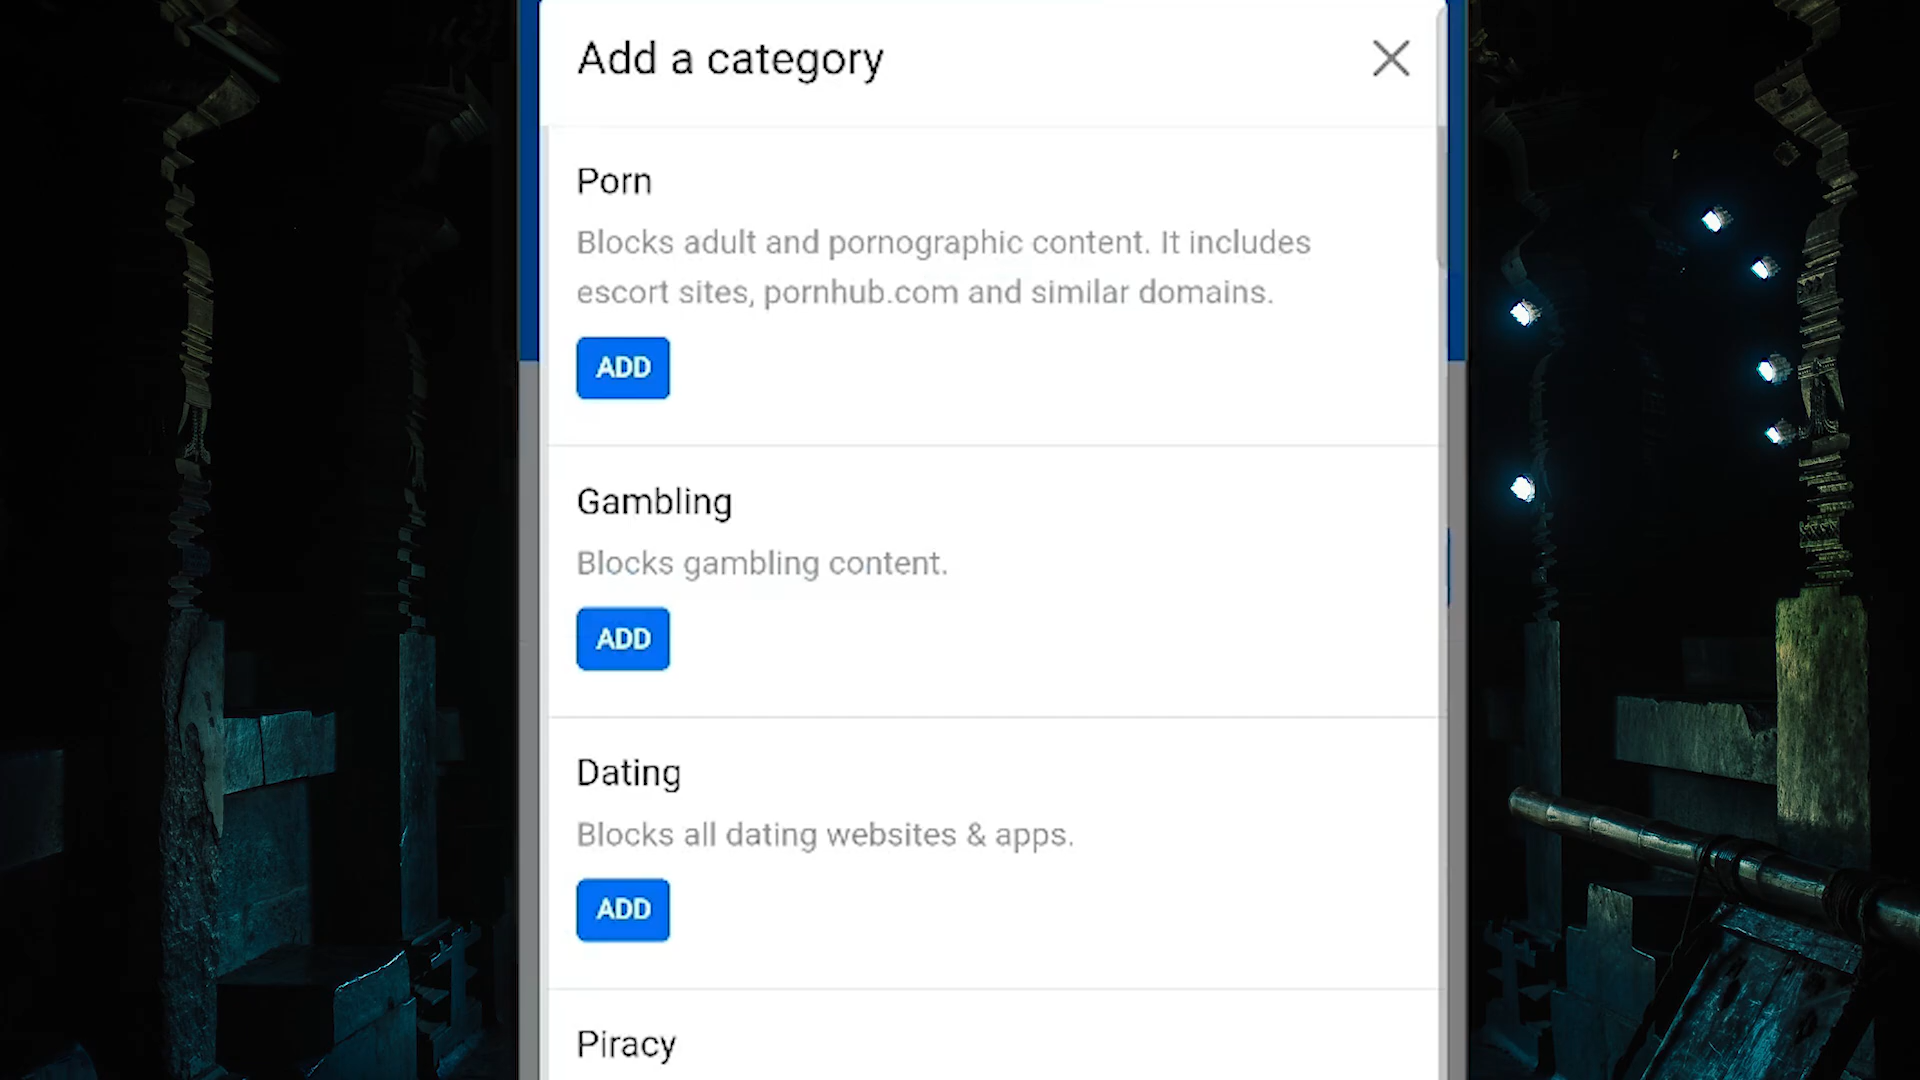 Add a category
Porn
Blocks adult and pornographic content. It includes
escort sites, pornhub.com and similar domains.
ADD
Gambling
Blocks gambling content.
ADD
Dating
Blocks all dating websites & apps.
ADD
Piracy